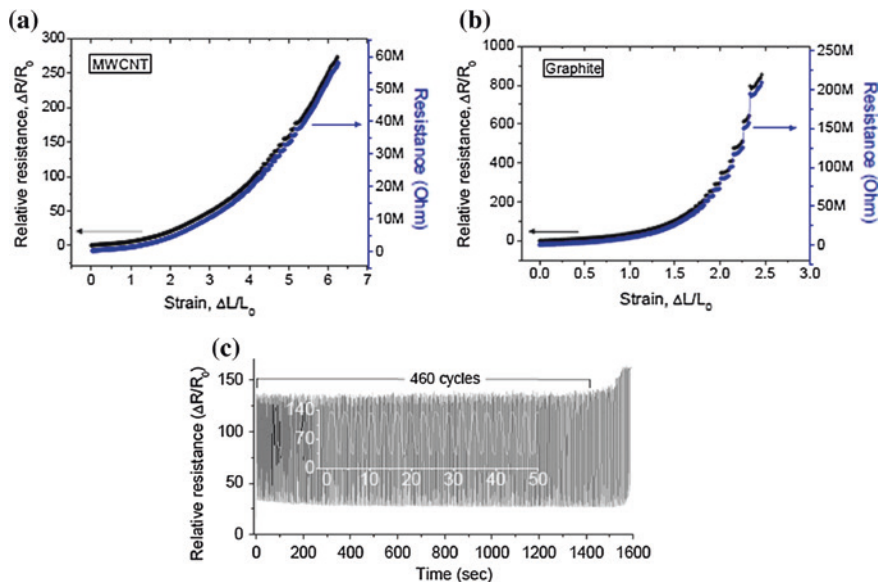 (a)
300
250
200
150
100
50
0
Relative resistance, ΔR/R₀
MWCNT
60M
50M
40M
30M
20M
10M
0
Resistance (Ohm)
0 1 2 3 4 5 6 7
Strain, ΔL/L₀
(b)
1000
800
600
400
200
0
Relative resistance, ΔR/R₀
Graphite
250M
200M
150M
100M
50M
0
Resistance (Ohm)
0.0 0.5 1.0 1.5 2.0 2.5 3.0
Strain, ΔL/L₀
(c)
150
100
50
0
Relative resistance (ΔR/R₀)
460 cycles
140
70
0
0 10 20 30 40 50
0 200 400 600 800 1000 1200 1400 1600
Time (sec)